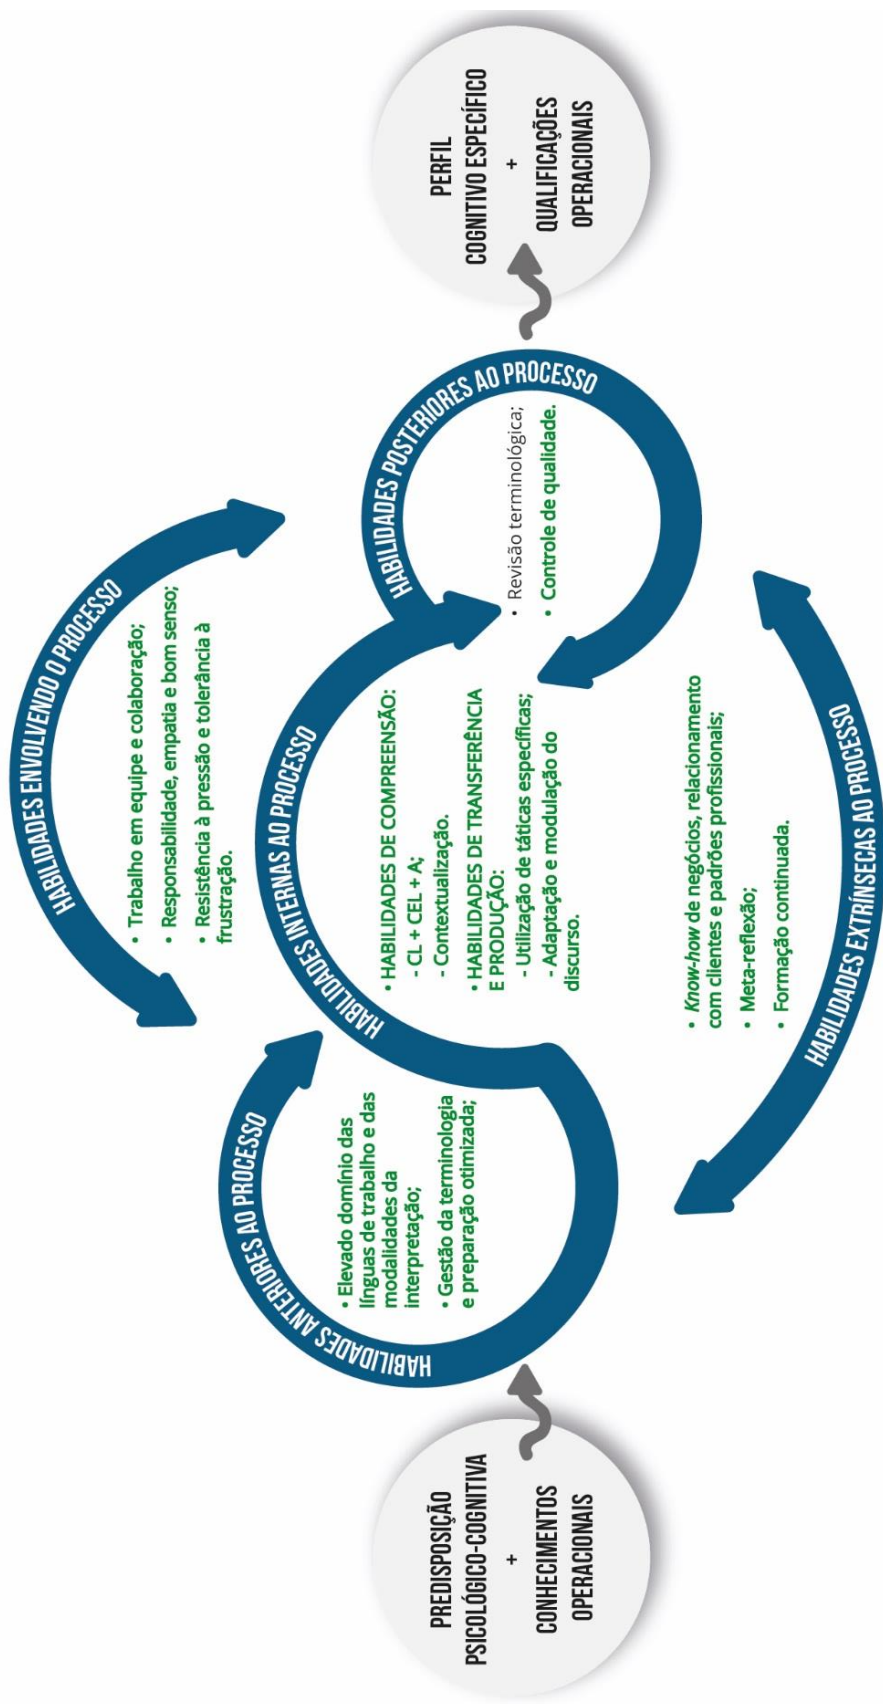 PREDISPOSIÇÃO
PSICOLÓGICO-COGNITIVA
+
CONHECIMENTOS
OPERACIONAIS
HABILIDADES ANTERIORES AO PROCESSO
• Elevado domínio das
línguas de trabalho e das
modalidades da
interpretação;
• Gestão da terminologia
e preparação otimizada;
HABILIDADES ENVOLVENDO O PROCESSO
• Trabalho em equipe e colaboração;
• Responsabilidade, empatia e bom senso;
• Resistência à pressão e tolerância à
frustração.
HABILIDADES INTERNAS AO PROCESSO
• HABILIDADES DE COMPREENSÃO:
- CL + CEL + A;
- Contextualização.
• HABILIDADES DE TRANSFERÊNCIA
E PRODUÇÃO:
- Utilização de táticas específicas;
- Adaptação e modulação do
discurso.
HABILIDADES EXTRÍNSECAS AO PROCESSO
• Know-how de negócios, relacionamento
com clientes e padrões profissionais;
• Meta-reflexão;
• Formação continuada.
HABILIDADES POSTERIORES AO PROCESSO
• Revisão terminológica;
• Controle de qualidade.
PERFIL
COGNITIVO ESPECÍFICO
+
QUALIFICAÇÕES
OPERACIONAIS